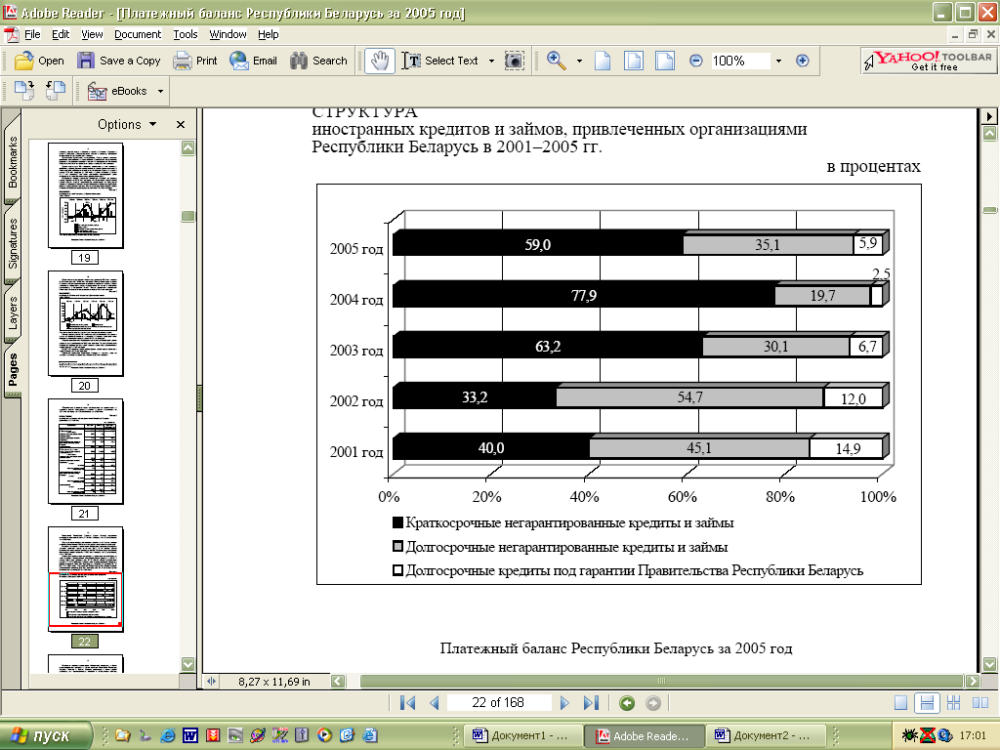 Adobe Reader - [Платежный баланс Республики Беларусь за 2005 год]
File Edit View Document Tools Window Help
Open Save a Copy Print Email Search Select Text 100% YAHOO! TOOLBAR
Get it free
eBooks
Options
Bookmarks
Signatures
Layers
Pages
19
20
21
22
СТРУКТУРА
иностранных кредитов и займов, привлеченных организациями
Республики Беларусь в 2001–2005 гг.
в процентах
2005 год 59,0 35,1 5,9
2004 год 77,9 19,7 2,5
2003 год 63,2 30,1 6,7
2002 год 33,2 54,7 12,0
2001 год 40,0 45,1 14,9
0% 20% 40% 60% 80% 100%
Краткосрочные негарантированные кредиты и займы
Долгосрочные негарантированные кредиты и займы
Долгосрочные кредиты под гарантии Правительства Республики Беларусь
Платежный баланс Республики Беларусь за 2005 год
8,27 x 11,69 in
22 of 168
пуск Документ1 - ... Adobe Reade... Документ2 - ... 17:01